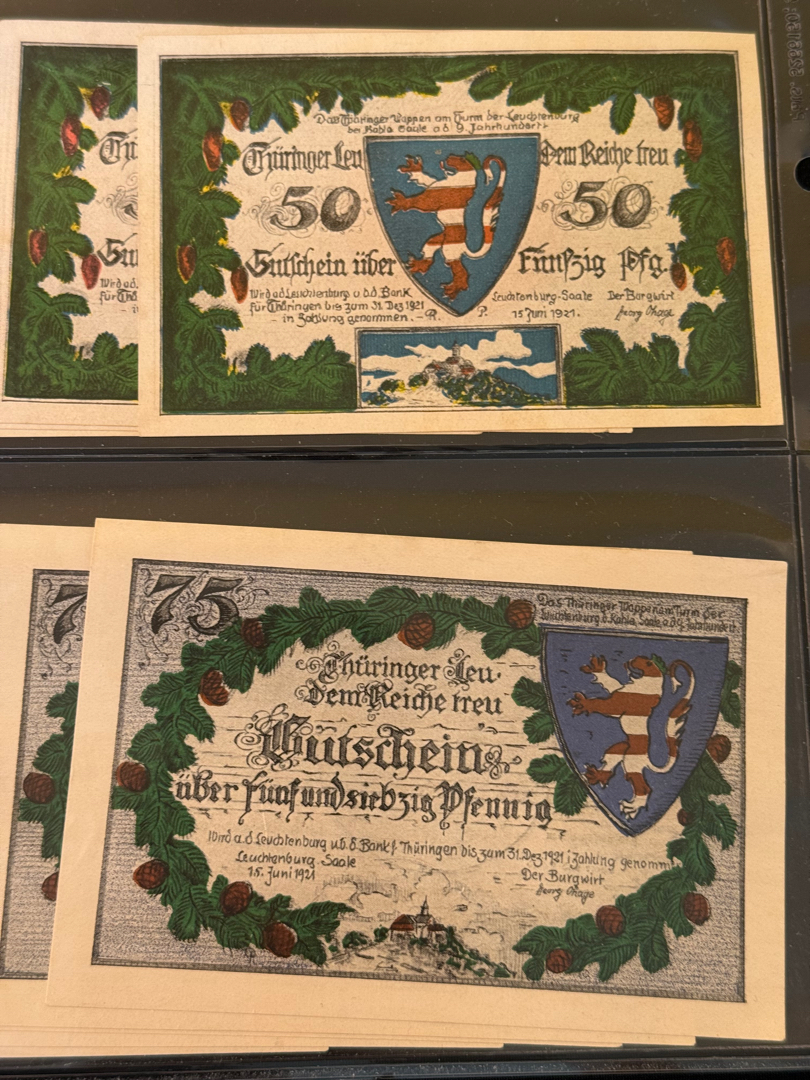 Das Thüringer Wappen am Turm der Leuchtenburg
bei Kahla Saale a.d. 9. Jahrhundert
Thüringer Leu Dem Reiche treu
50 50
Gutschein über Fünfzig Pfg.
Wird a.d. Leuchtenburg u. b.d. Bank
für Thüringen bis zum 31. Dez 1921
in Zahlung genommen.-R. P.
Leuchtenburg-Saale Der Burgwirt
15 Juni 1921.
75
Das Thüringer Wappen am Turm der
Leuchtenburg b. Kahla, Saale, a.d. 9. Jahrhundert
Thüringer Leu
Dem Reiche treu
Gutschein
über fünfundsiebzig Pfennig
Wird a.d. Leuchtenburg u.b.d. Bank f. Thüringen bis zum 31. Dez 1921 i. Zahlung genomm.
Leuchtenburg-Saale
15. Juni 1921
Der Burgwirt